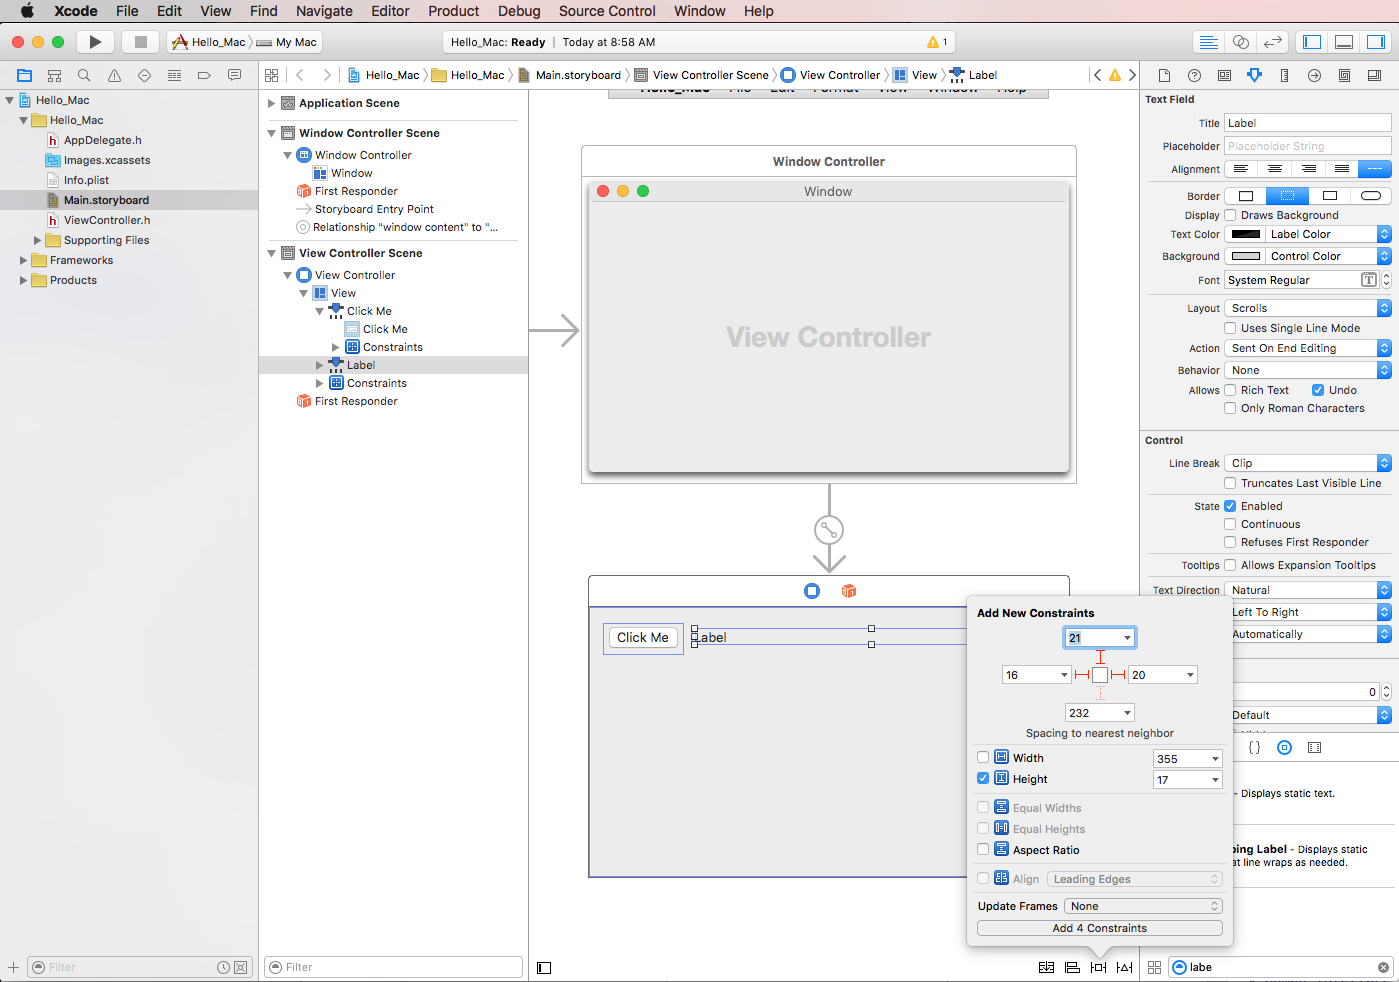 Xcode File Edit View Find Navigate Editor Product Debug Source Control Window Help
Hello_Mac My Mac
Hello_Mac: Ready | Today at 8:58 AM
1
Hello_Mac Hello_Mac Main.storyboard View Controller Scene View Controller View Label
Hello_Mac
Hello_Mac
AppDelegate.h
Images.xcassets
Info.plist
Main.storyboard
ViewController.h
Supporting Files
Frameworks
Products
Filter
Application Scene
Window Controller Scene
Window Controller
Window
First Responder
Storyboard Entry Point
Relationship "window content" to "...
View Controller Scene
View Controller
View
Click Me
Click Me
Constraints
Label
Constraints
First Responder
Filter
Hello_Mac File Edit Format View Window Help
Window Controller
Window
View Controller
Click Me
Label
Add New Constraints
21
16
20
232
Spacing to nearest neighbor
Width 355
Height 17
Equal Widths
Equal Heights
Aspect Ratio
Align Leading Edges
Update Frames None
Add 4 Constraints
Text Field
Title Label
Placeholder Placeholder String
Alignment
Border
Display Draws Background
Text Color Label Color
Background Control Color
Font System Regular T
Layout Scrolls
Uses Single Line Mode
Action Sent On End Editing
Behavior None
Allows Rich Text Undo
Only Roman Characters
Control
Line Break Clip
Truncates Last Visible Line
State Enabled
Continuous
Refuses First Responder
Tooltips Allows Expansion Tooltips
Text Direction Natural
Left To Right
Automatically
0
Default
{}
- Displays static text.
ping Label - Displays static
at line wraps as needed.
labe